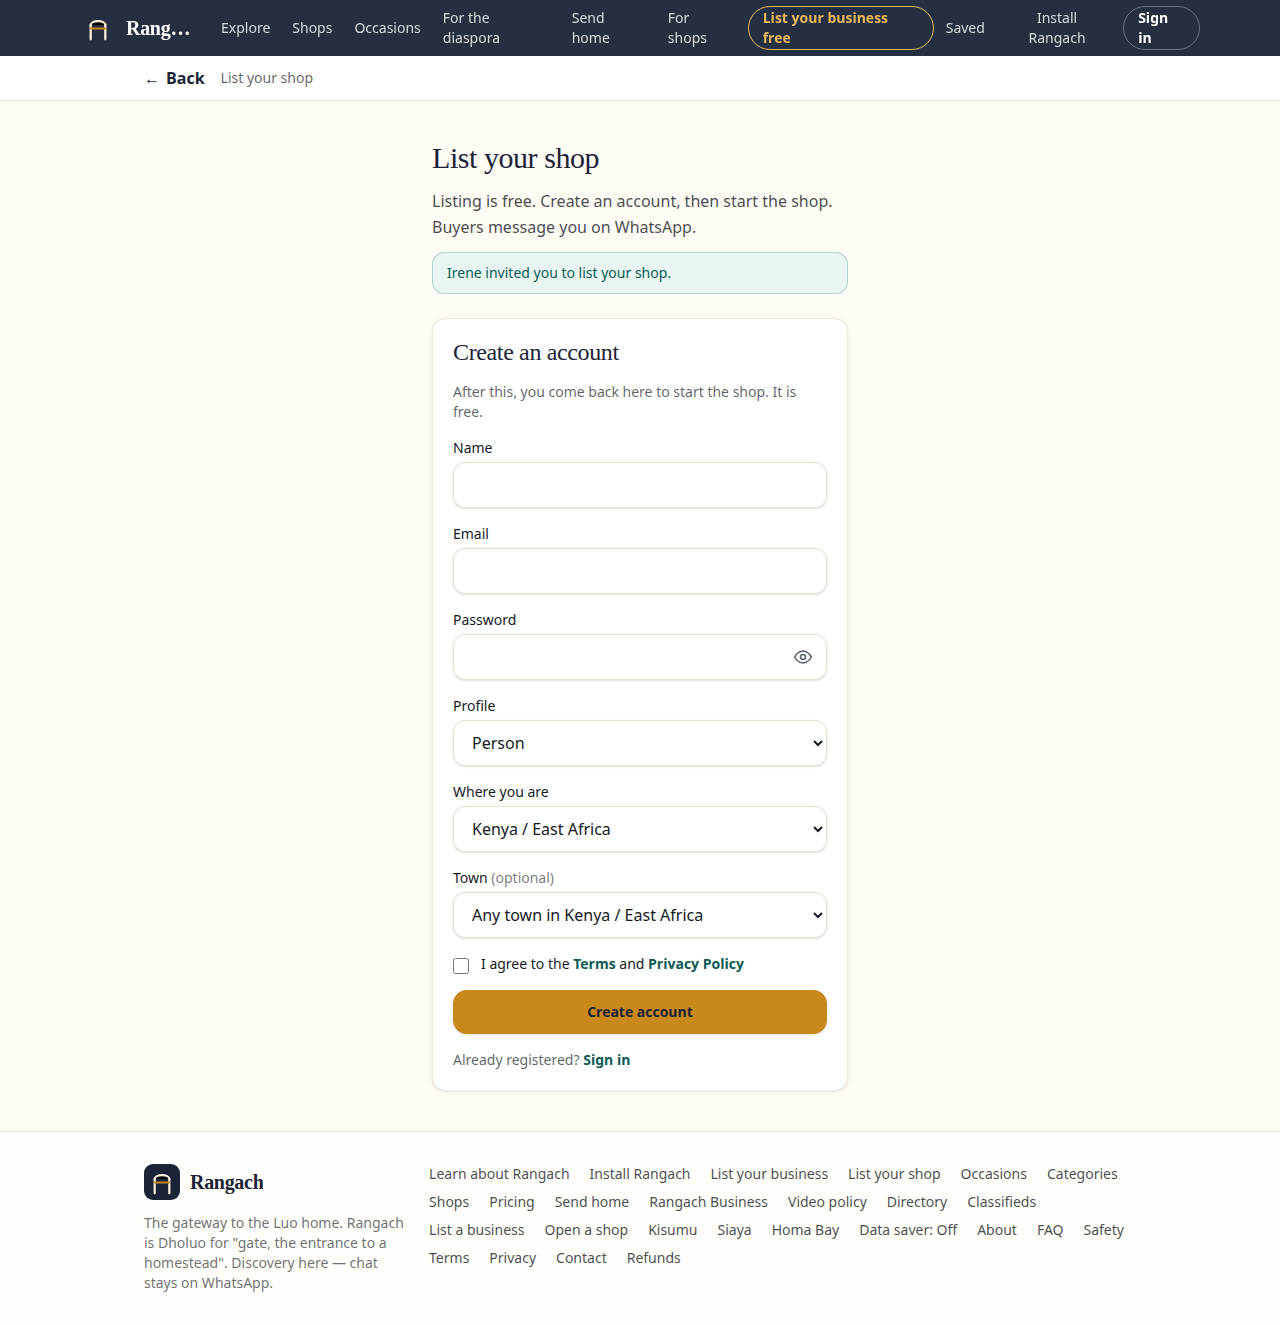 Rang…
Explore
Shops
Occasions
For the
diaspora
Send
home
For
shops
List your business
free
Saved
Install
Rangach
Sign
in
← Back
List your shop
List your shop
Listing is free. Create an account, then start the shop.
Buyers message you on WhatsApp.
Irene invited you to list your shop.
Create an account
After this, you come back here to start the shop. It is
free.
Name
Email
Password
Profile
Person
Where you are
Kenya / East Africa
Town (optional)
Any town in Kenya / East Africa
I agree to the Terms and Privacy Policy
Create account
Already registered? Sign in
Rangach
The gateway to the Luo home. Rangach
is Dholuo for "gate, the entrance to a
homestead". Discovery here — chat
stays on WhatsApp.
Learn about Rangach Install Rangach List your business List your shop Occasions Categories
Shops Pricing Send home Rangach Business Video policy Directory Classifieds
List a business Open a shop Kisumu Siaya Homa Bay Data saver: Off About FAQ Safety
Terms Privacy Contact Refunds